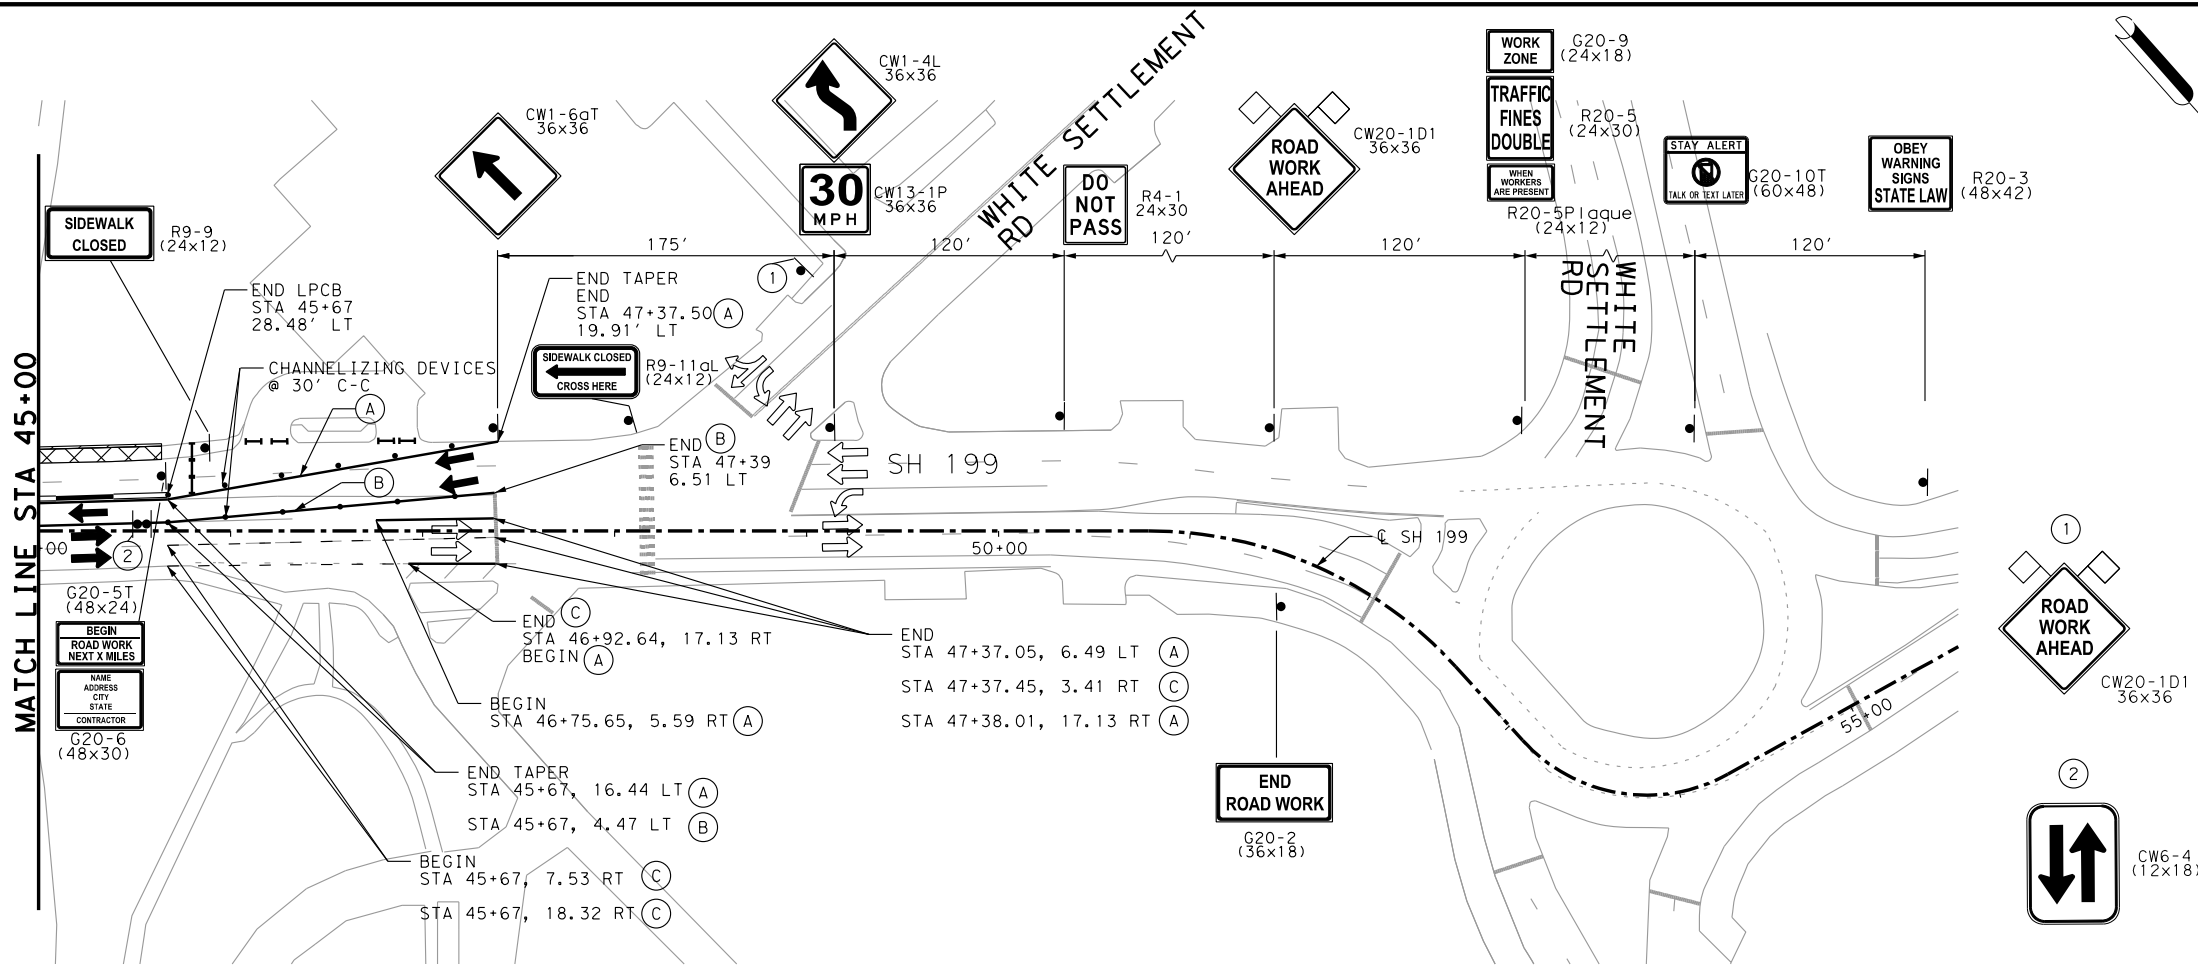 MATCH LINE STA 45+00
SIDEWALK
CLOSED
R9-9
(24x12)
END LPCB
STA 45+67
28.48' LT
CHANNELIZING DEVICES
@ 30' C-C
A
B
CW1-6aT
36x36
CW1-4L
36x36
30
MPH
CW13-1P
36x36
WHITE SETTLEMENT
RD
DO
NOT
PASS
R4-1
24x30
ROAD
WORK
AHEAD
CW20-1D1
36x36
WORK
ZONE
G20-9
(24x18)
TRAFFIC
FINES
DOUBLE
R20-5
(24x30)
WHEN
WORKERS
ARE PRESENT
R20-5Plaque
(24x12)
STAY ALERT
TALK OR TEXT LATER
G20-10T
(60x48)
OBEY
WARNING
SIGNS
STATE LAW
R20-3
(48x42)
175'
120'
120'
120'
120'
1
END TAPER
END
STA 47+37.50 A
19.91' LT
SIDEWALK CLOSED
CROSS HERE
R9-11aL
(24x12)
END B
STA 47+39
6.51 LT
SH 199
WHITE
SETTLEMENT
RD
+00
2
50+00
℄ SH 199
55+00
G20-5T
(48x24)
BEGIN
ROAD WORK
NEXT X MILES
NAME
ADDRESS
CITY
STATE
CONTRACTOR
G20-6
(48x30)
END C
STA 46+92.64, 17.13 RT
BEGIN A
BEGIN
STA 46+75.65, 5.59 RT A
END
STA 47+37.05, 6.49 LT A
STA 47+37.45, 3.41 RT C
STA 47+38.01, 17.13 RT A
END TAPER
STA 45+67, 16.44 LT A
STA 45+67, 4.47 LT B
BEGIN
STA 45+67, 7.53 RT C
STA 45+67, 18.32 RT C
END
ROAD WORK
G20-2
(36x18)
1
ROAD
WORK
AHEAD
CW20-1D1
36x36
2
CW6-4
(12x18)